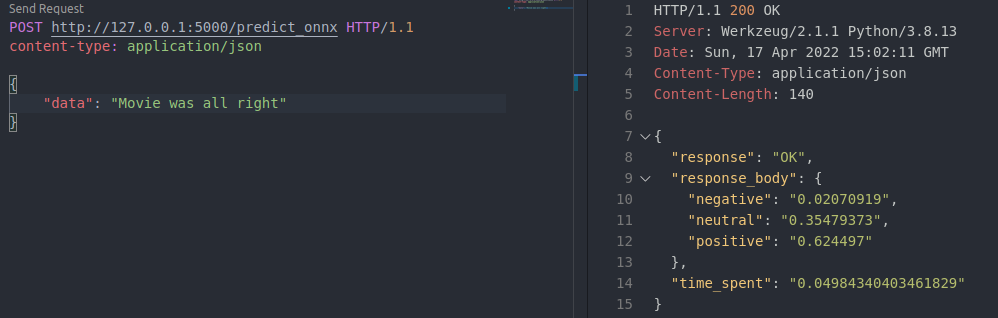 Send Request
POST http://127.0.0.1:5000/predict_onnx HTTP/1.1
content-type: application/json
{
"data": "Movie was all right"
}
1 HTTP/1.1 200 OK
2 Server: Werkzeug/2.1.1 Python/3.8.13
3 Date: Sun, 17 Apr 2022 15:02:11 GMT
4 Content-Type: application/json
5 Content-Length: 140
6
7 {
8 "response": "OK",
9 "response_body": {
10 "negative": "0.02070919",
11 "neutral": "0.35479373",
12 "positive": "0.624497"
13 },
14 "time_spent": "0.04984340403461829"
15 }